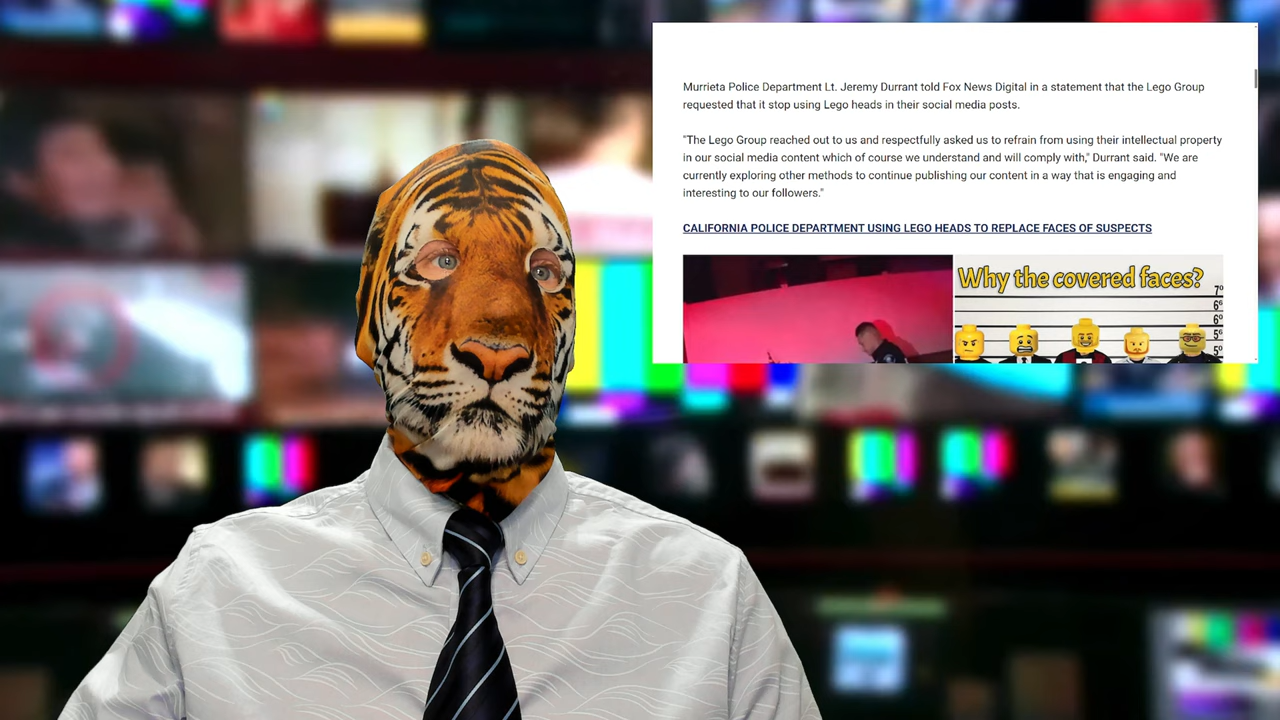 Murrieta Police Department Lt. Jeremy Durrant told Fox News Digital in a statement that the Lego Group
requested that it stop using Lego heads in their social media posts.
"The Lego Group reached out to us and respectfully asked us to refrain from using their intellectual property
in our social media content which of course we understand and will comply with," Durrant said. "We are
currently exploring other methods to continue publishing our content in a way that is engaging and
interesting to our followers."
CALIFORNIA POLICE DEPARTMENT USING LEGO HEADS TO REPLACE FACES OF SUSPECTS
Why the covered faces?
7⁰
6⁶
6⁰
5⁶
5⁰